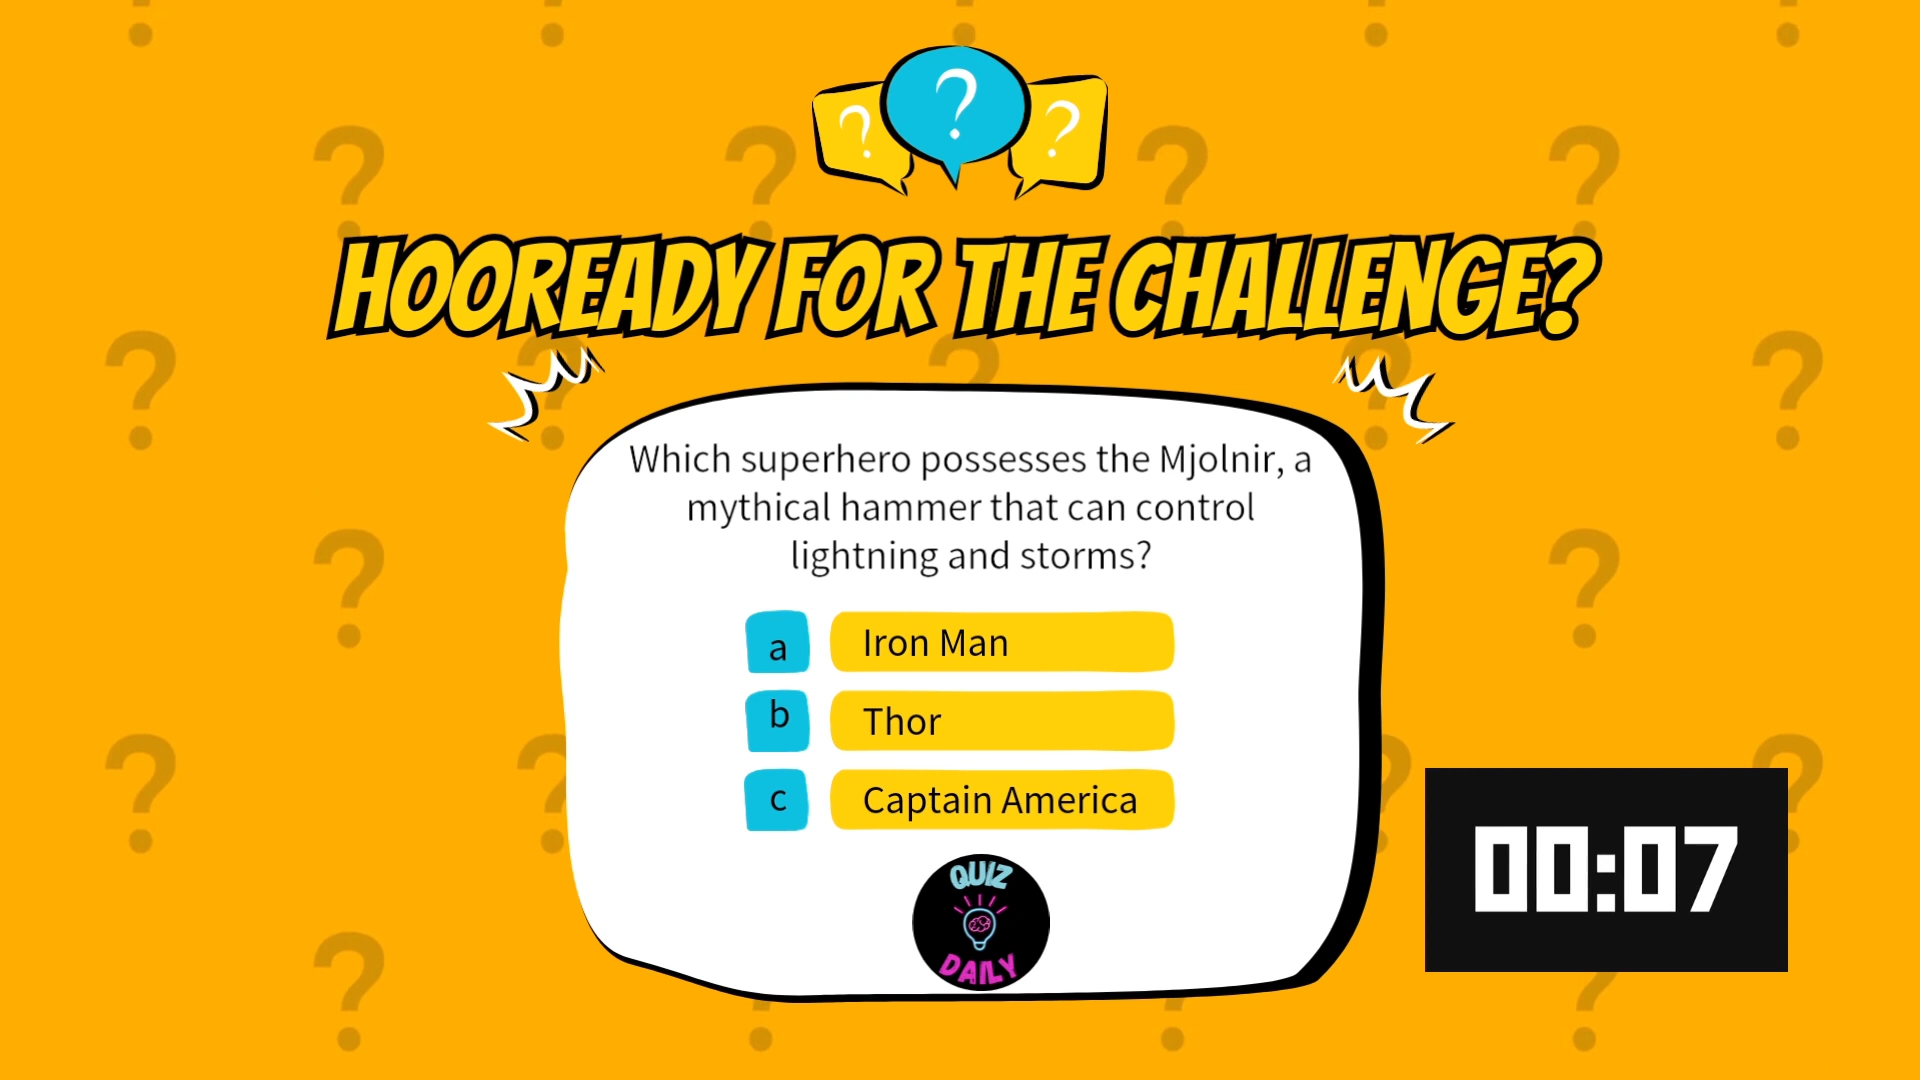 ? ? ?
HOOREADY FOR THE CHALLENGE?
Which superhero possesses the Mjolnir, a
mythical hammer that can control
lightning and storms?
a Iron Man
b Thor
c Captain America
QUIZ
DAILY
00:07